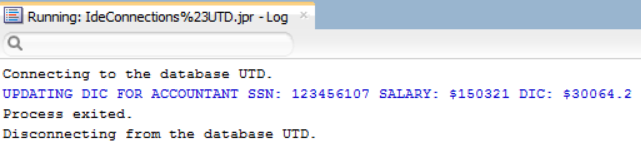 Running: IdeConnections%23UTD.jpr - Log
Connecting to the database UTD.
UPDATING DIC FOR ACCOUNTANT SSN: 123456107 SALARY: $150321 DIC: $30064.2
Process exited.
Disconnecting from the database UTD.